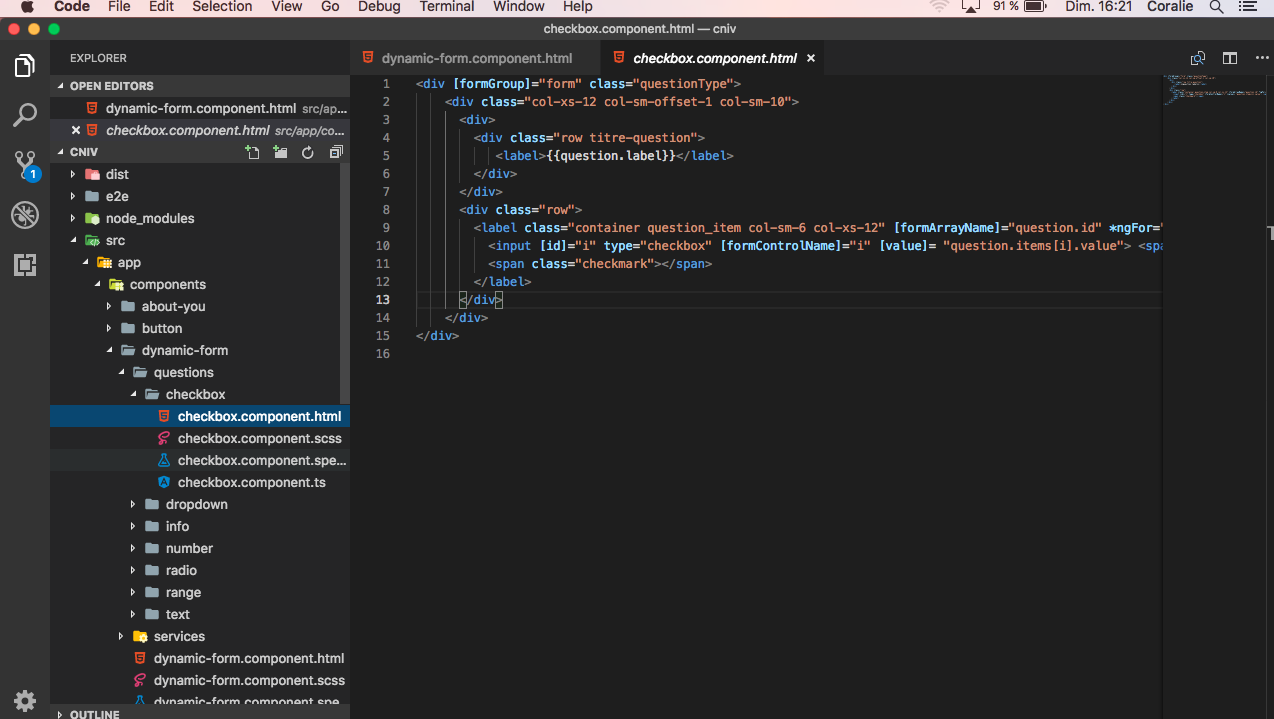 Code File Edit Selection View Go Debug Terminal Window Help 91 % Dim. 16:21 Coralie
checkbox.component.html — cniv
EXPLORER
OPEN EDITORS
dynamic-form.component.html src/ap...
checkbox.component.html src/app/co...
CNIV
dist
e2e
node_modules
src
app
components
about-you
button
dynamic-form
questions
checkbox
checkbox.component.html
checkbox.component.scss
checkbox.component.spe...
checkbox.component.ts
dropdown
info
number
radio
range
text
services
dynamic-form.component.html
dynamic-form.component.scss
dynamic-form.component.spe
OUTLINE
1
dynamic-form.component.html checkbox.component.html ×
1 <div [formGroup]="form" class="questionType">
2 <div class="col-xs-12 col-sm-offset-1 col-sm-10">
3 <div>
4 <div class="row titre-question">
5 <label>{{question.label}}</label>
6 </div>
7 </div>
8 <div class="row">
9 <label class="container question_item col-sm-6 col-xs-12" [formArrayName]="question.id" *ngFor="
10 <input [id]="i" type="checkbox" [formControlName]="i" [value]= "question.items[i].value"> <spa
11 <span class="checkmark"></span>
12 </label>
13 </div>
14 </div>
15 </div>
16